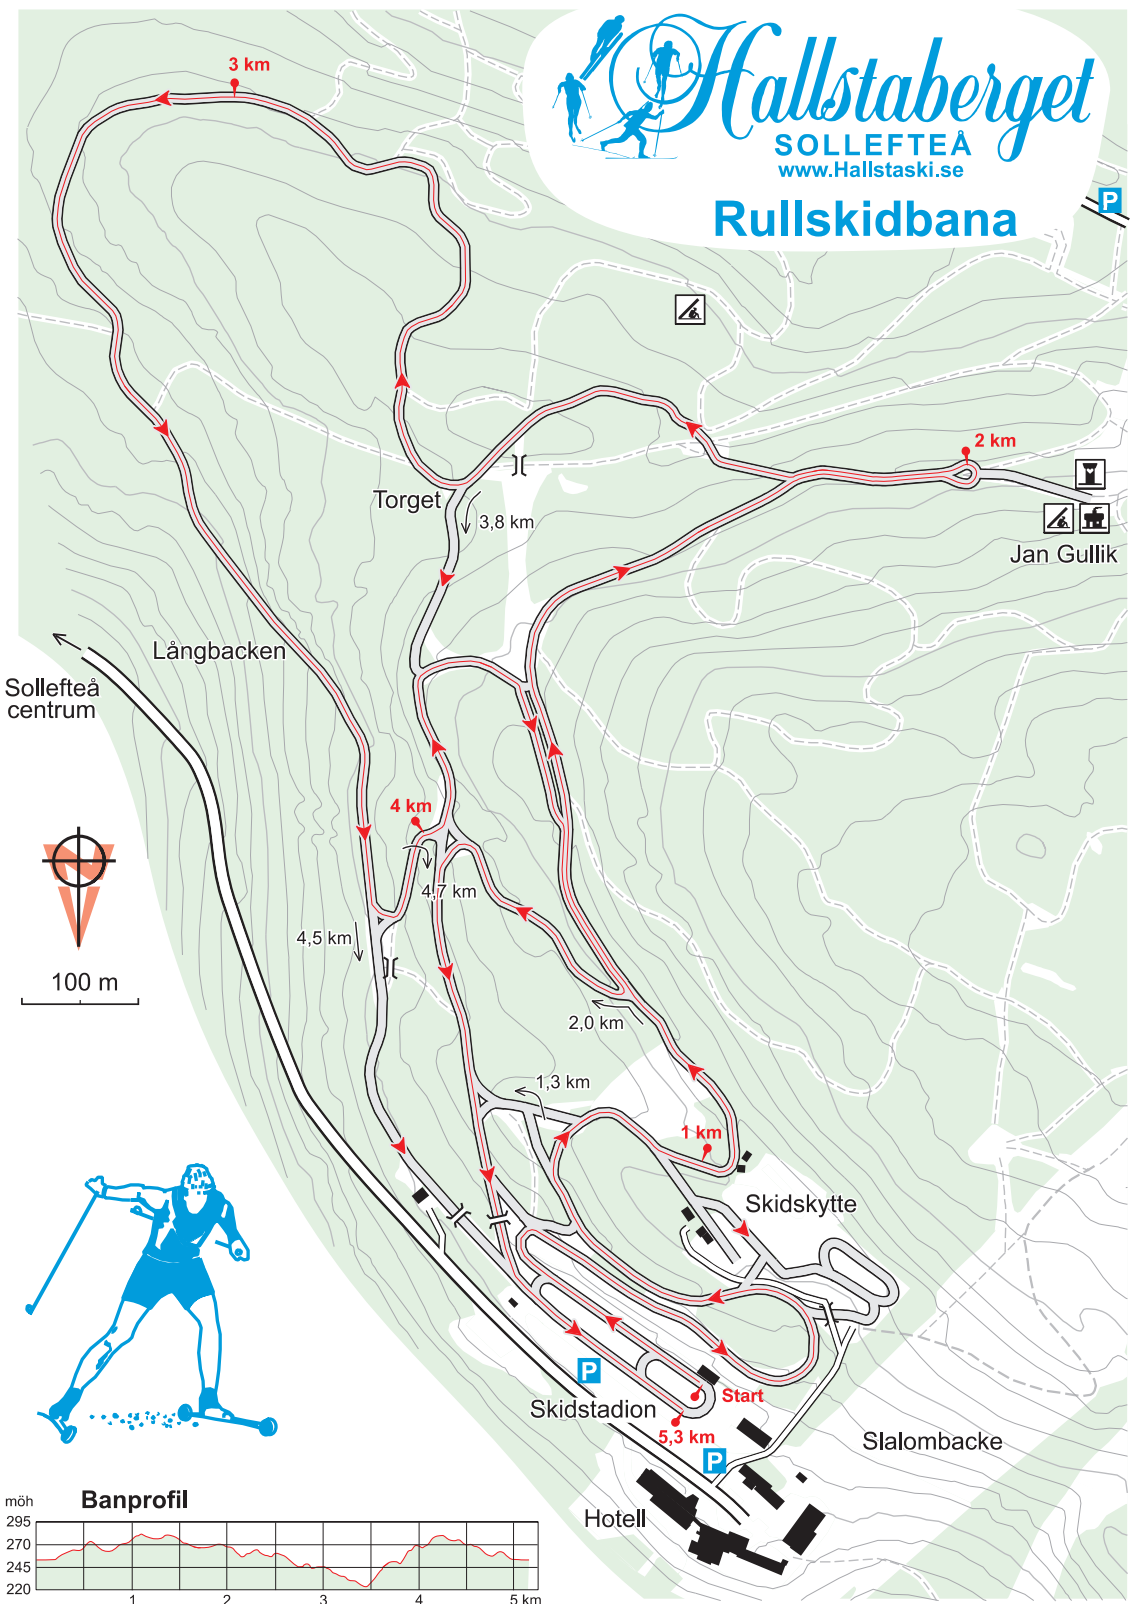 3 km
Hallstaberget
SOLLEFTEÅ
www.Hallstaski.se
Rullskidbana
P
2 km
Torget
3,8 km
Jan Gullik
Långbacken
Sollefteå
centrum
4 km
4,7 km
4,5 km
N
100 m
2,0 km
1,3 km
1 km
Skidskytte
P
Start
Skidstadion
5,3 km
P
Slalombacke
Hotell
möh
Banprofil
295
270
245
220
1
2
3
4
5 km